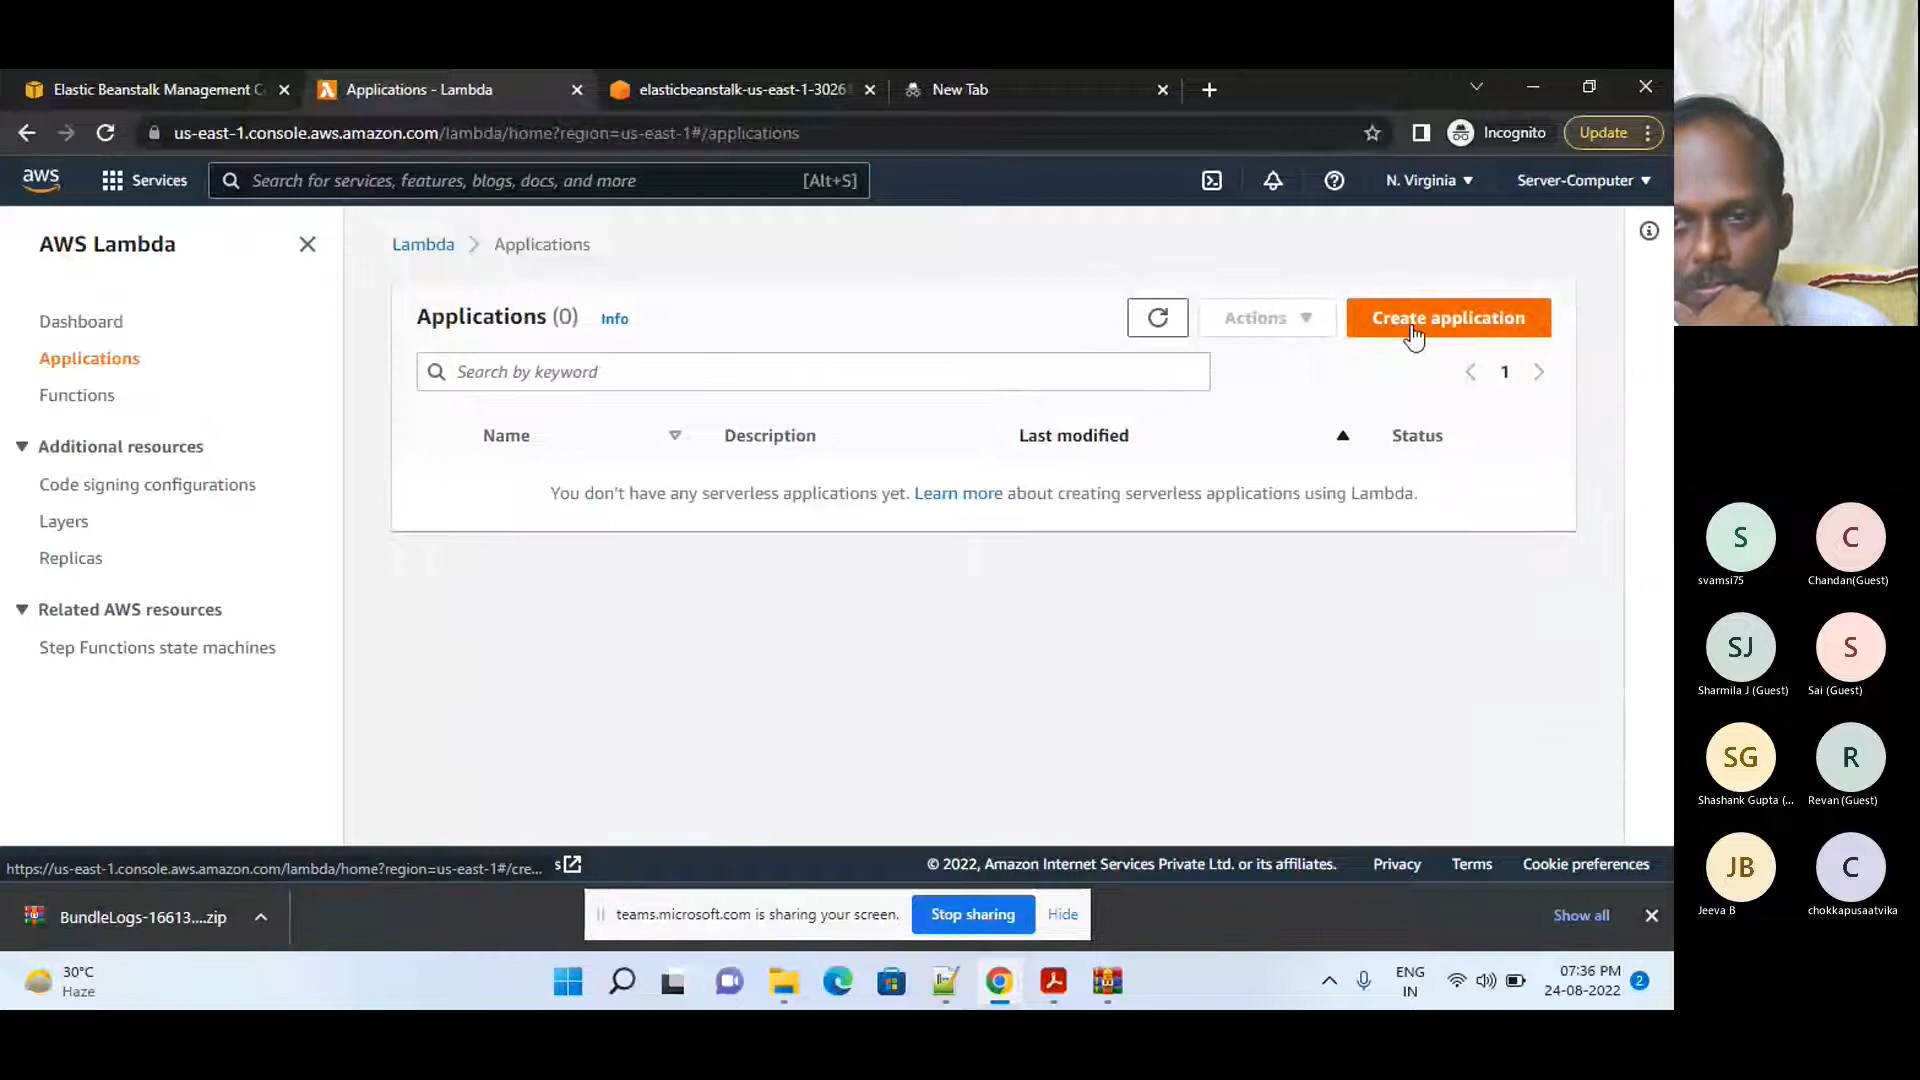 Elastic Beanstalk Management C
Applications - Lambda
elasticbeanstalk-us-east-1-3026
New Tab
us-east-1.console.aws.amazon.com/lambda/home?region=us-east-1#/applications
Incognito
Update
aws
Services
Search for services, features, blogs, docs, and more
[Alt+S]
N. Virginia
Server-Computer
AWS Lambda
Dashboard
Applications
Functions
Additional resources
Code signing configurations
Layers
Replicas
Related AWS resources
Step Functions state machines
Lambda
Applications
Applications (0)
Info
Actions
Create application
Search by keyword
1
Name
Description
Last modified
Status
You don't have any serverless applications yet. Learn more about creating serverless applications using Lambda.
https://us-east-1.console.aws.amazon.com/lambda/home?region=us-east-1#/cre...
s
© 2022, Amazon Internet Services Private Ltd. or its affiliates.
Privacy
Terms
Cookie preferences
BundleLogs-16613....zip
teams.microsoft.com is sharing your screen.
Stop sharing
Hide
Show all
30°C
Haze
ENG
IN
07:36 PM
24-08-2022
2
S
svamsi75
C
Chandan(Guest)
SJ
Sharmila J (Guest)
S
Sai (Guest)
SG
Shashank Gupta (...
R
Revan (Guest)
JB
Jeeva B
C
chokkapusaatvika